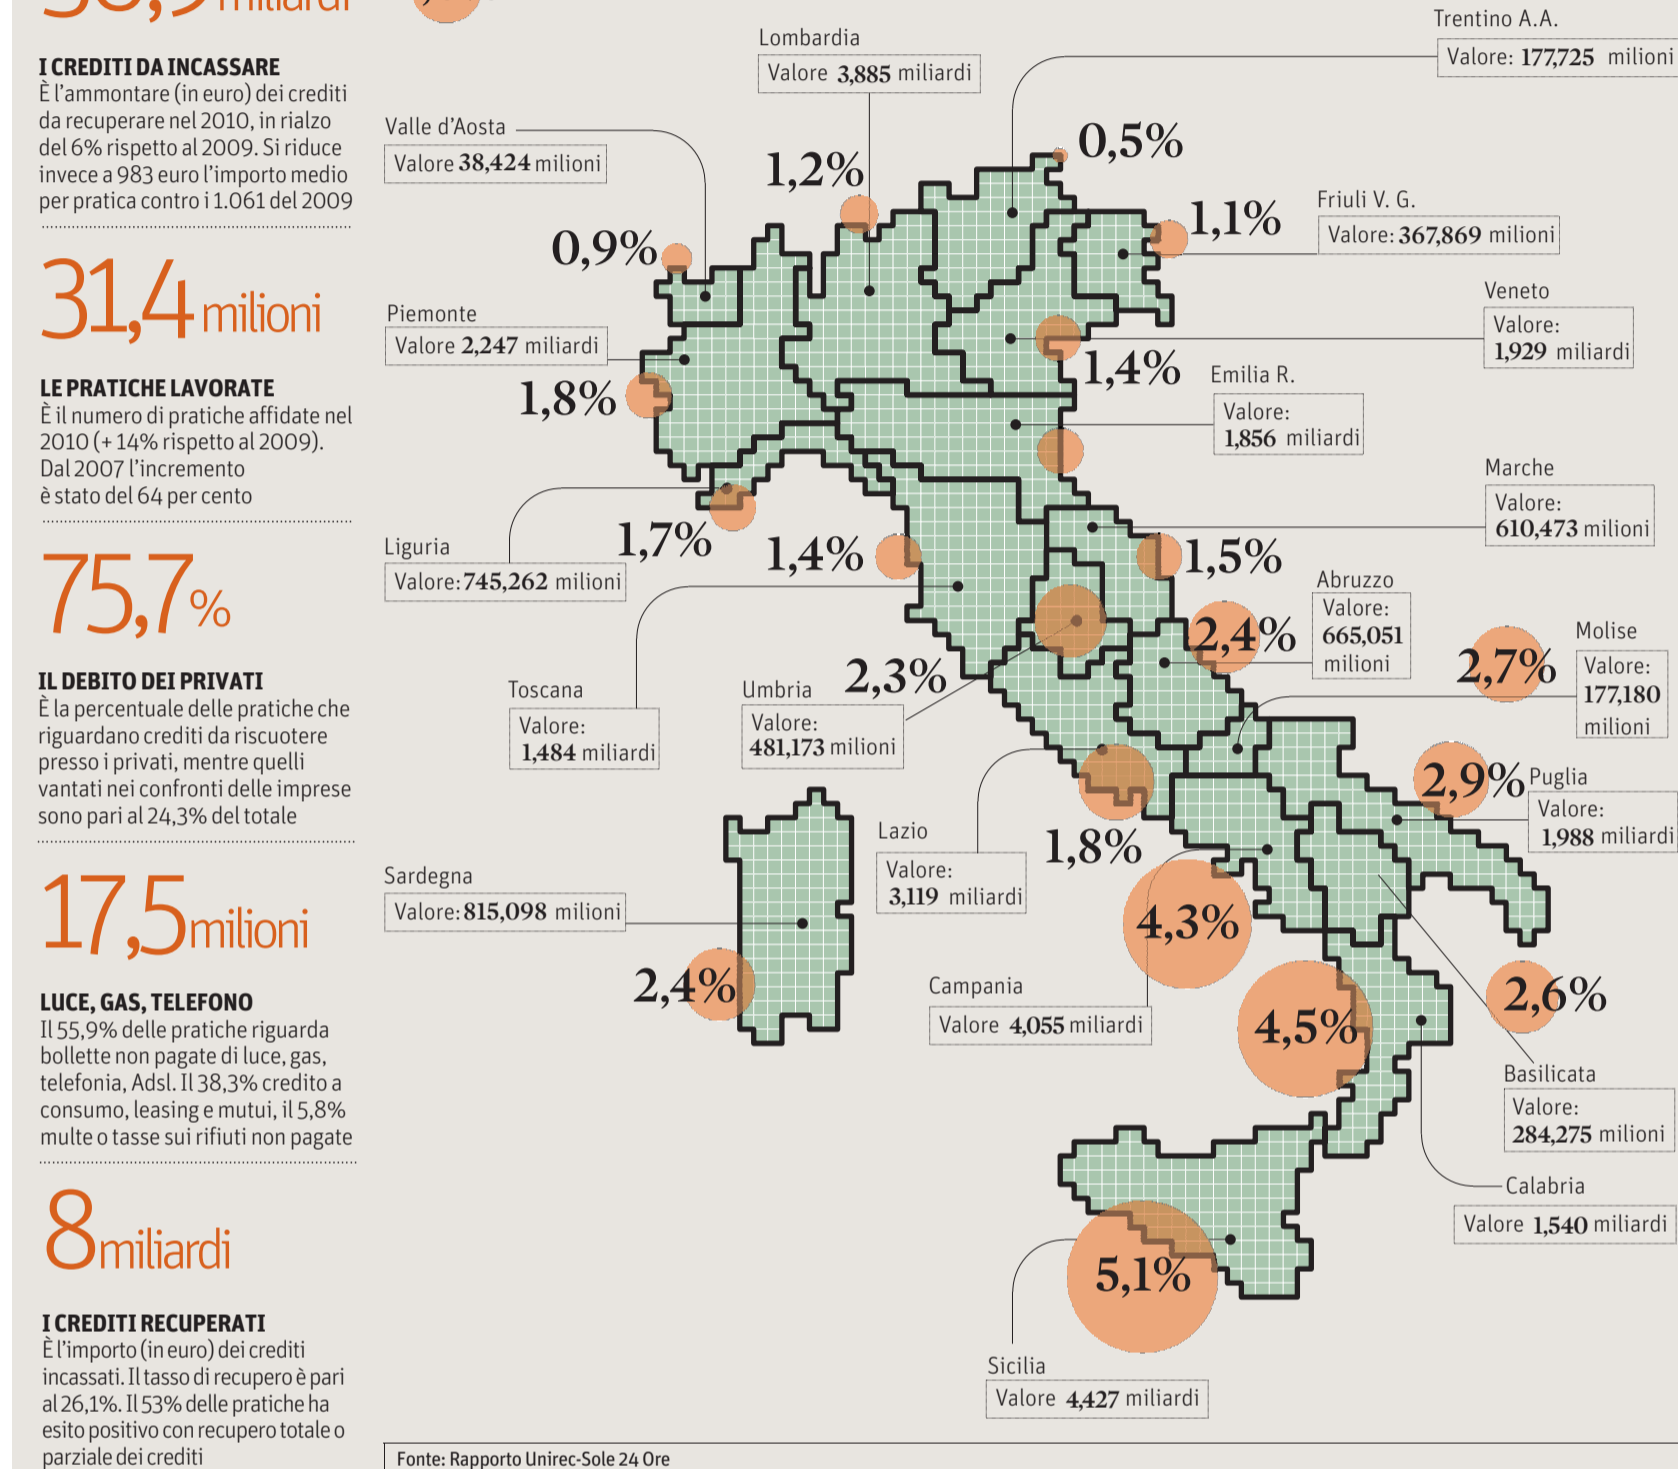 miliardi
I CREDITI DA INCASSARE
È l'ammontare (in euro) dei crediti
da recuperare nel 2010, in rialzo
del 6% rispetto al 2009. Si riduce
invece a 983 euro l'importo medio
per pratica contro i 1.061 del 2009
31,4 milioni
LE PRATICHE LAVORATE
È il numero di pratiche affidate nel
2010 (+ 14% rispetto al 2009).
Dal 2007 l'incremento
è stato del 64 per cento
75,7%
IL DEBITO DEI PRIVATI
È la percentuale delle pratiche che
riguardano crediti da riscuotere
presso i privati, mentre quelli
vantati nei confronti delle imprese
sono pari al 24,3% del totale
17,5 milioni
LUCE, GAS, TELEFONO
Il 55,9% delle pratiche riguarda
bollette non pagate di luce, gas,
telefonia, Adsl. Il 38,3% credito a
consumo, leasing e mutui, il 5,8%
multe o tasse sui rifiuti non pagate
8 miliardi
I CREDITI RECUPERATI
È l'importo (in euro) dei crediti
incassati. Il tasso di recupero è pari
al 26,1%. Il 53% delle pratiche ha
esito positivo con recupero totale o
parziale dei crediti
Trentino A.A.
Valore: 177,725 milioni
0,5%
Lombardia
Valore 3,885 miliardi
1,2%
Valle d'Aosta
Valore 38,424 milioni
0,9%
Friuli V. G.
Valore: 367,869 milioni
1,1%
Piemonte
Valore 2,247 miliardi
1,8%
Veneto
Valore:
1,929 miliardi
1,4%
Emilia R.
Valore:
1,856 miliardi
Marche
Valore:
610,473 milioni
1,5%
Liguria
Valore: 745,262 milioni
1,7%
1,4%
Toscana
Valore:
1,484 miliardi
Abruzzo
Valore:
665,051
milioni
2,4%
Molise
Valore:
177,180
milioni
2,7%
Umbria
Valore:
481,173 milioni
2,3%
Puglia
Valore:
1,988 miliardi
2,9%
Lazio
Valore:
3,119 miliardi
1,8%
Sardegna
Valore: 815,098 milioni
2,4%
Campania
Valore 4,055 miliardi
4,3%
4,5%
2,6%
Basilicata
Valore:
284,275 milioni
Calabria
Valore 1,540 miliardi
5,1%
Sicilia
Valore 4,427 miliardi
Fonte: Rapporto Unirec-Sole 24 Ore